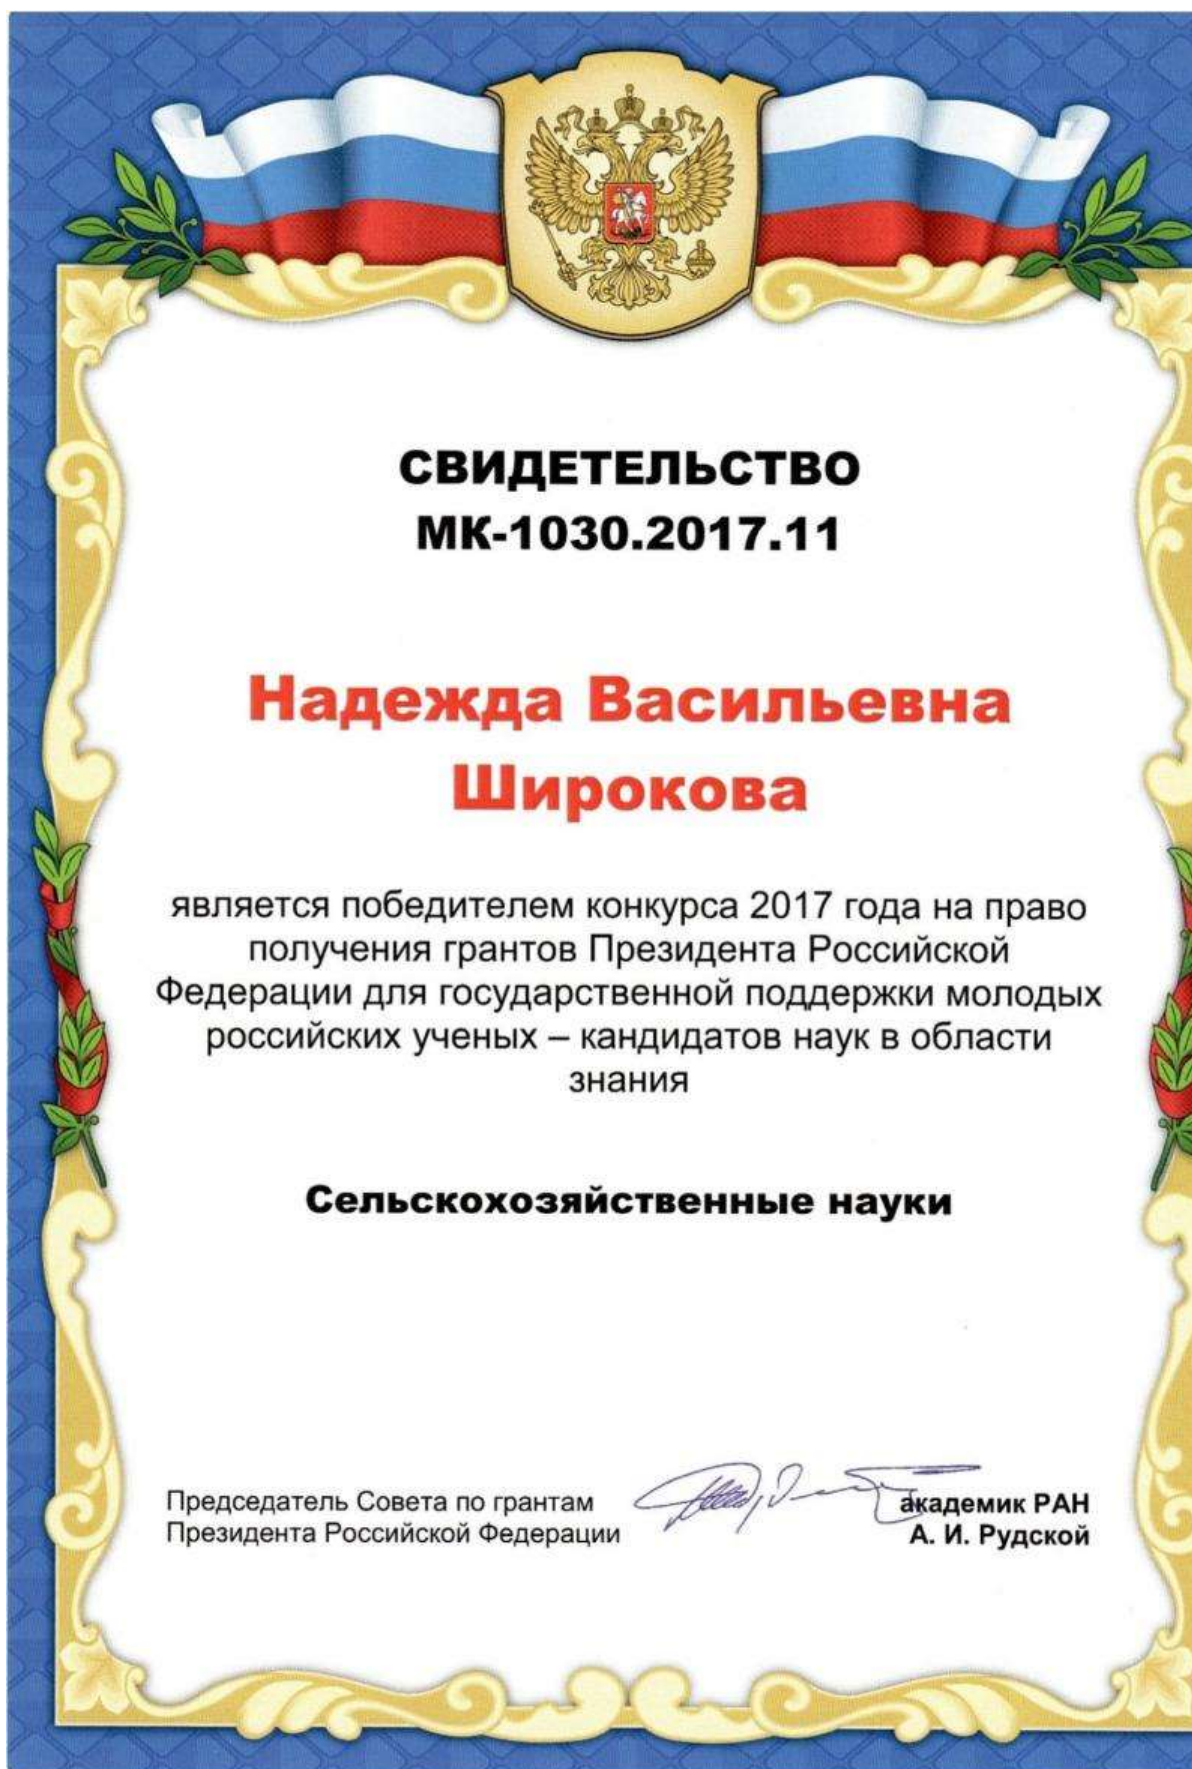 СВИДЕТЕЛЬСТВО
МК-1030.2017.11
Надежда Васильевна
Широкова
является победителем конкурса 2017 года на право
получения грантов Президента Российской
Федерации для государственной поддержки молодых
российских ученых – кандидатов наук в области
знания
Сельскохозяйственные науки
Председатель Совета по грантам
Президента Российской Федерации
академик РАН
А. И. Рудской